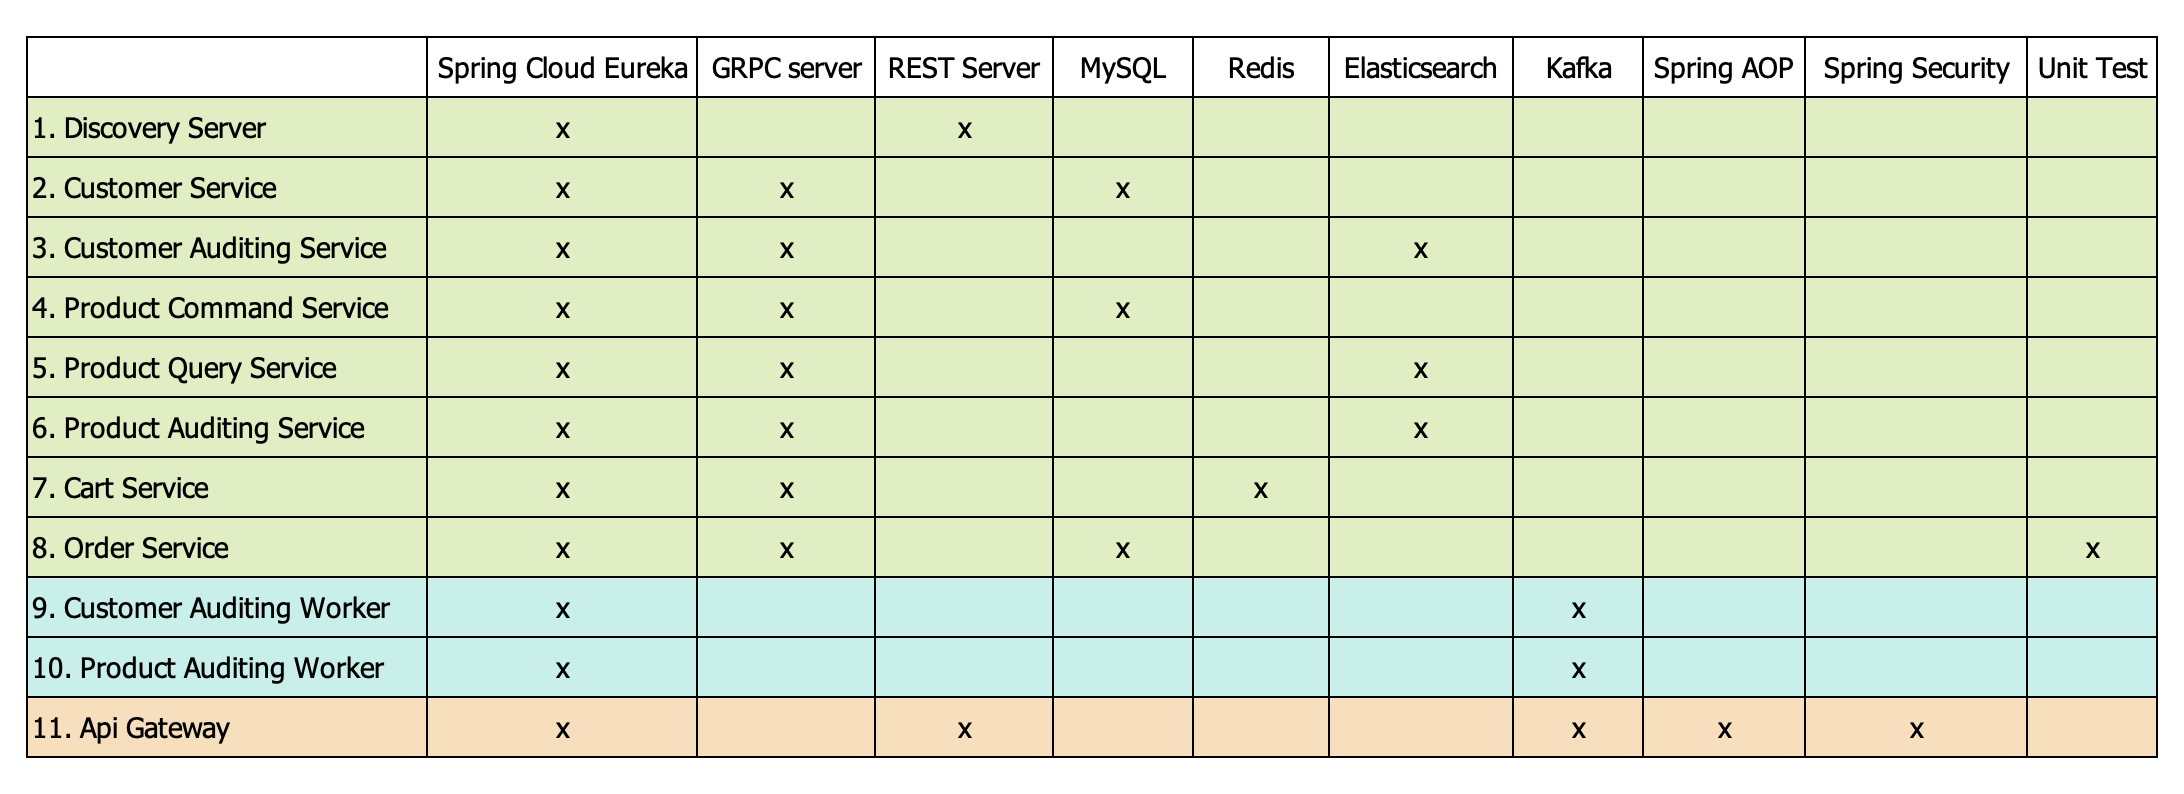 Spring Cloud Eureka GRPC server REST Server MySQL Redis Elasticsearch Kafka Spring AOP Spring Security Unit Test
1. Discovery Server x x
2. Customer Service x x x
3. Customer Auditing Service x x x
4. Product Command Service x x x
5. Product Query Service x x x
6. Product Auditing Service x x x
7. Cart Service x x x
8. Order Service x x x x
9. Customer Auditing Worker x x
10. Product Auditing Worker x x
11. Api Gateway x x x x x